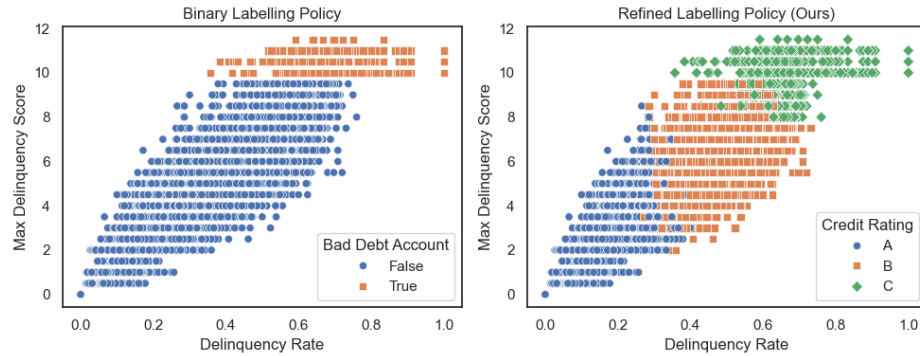 Binary Labelling Policy
12
10
8
6
4
2
0
Max Delinquency Score
0.0 0.2 0.4 0.6 0.8 1.0
Delinquency Rate
Bad Debt Account
False
True
Refined Labelling Policy (Ours)
12
10
8
6
4
2
0
Max Delinquency Score
0.0 0.2 0.4 0.6 0.8 1.0
Delinquency Rate
Credit Rating
A
B
C